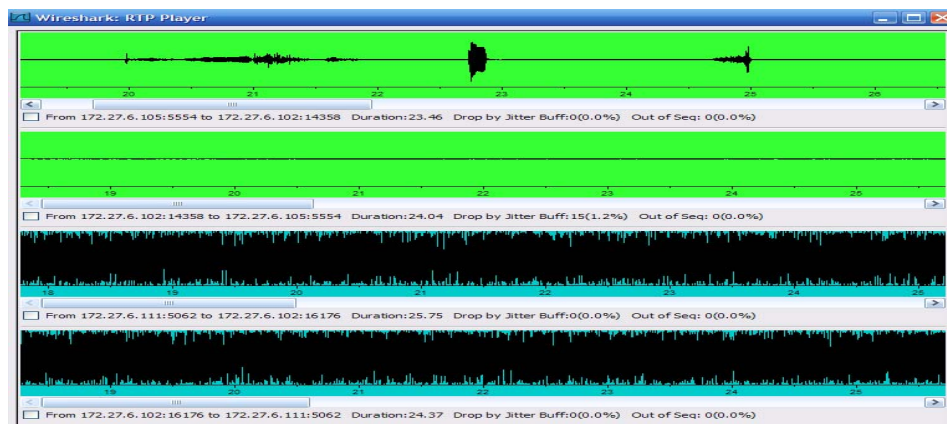 Wireshark: RTP Player
20 21 22 23 24 25 26
From 172.27.6.105:5554 to 172.27.6.102:14358 Duration:23.46 Drop by Jitter Buff:0(0.0%) Out of Seq: 0(0.0%)
19 20 21 22 23 24 25
From 172.27.6.102:14358 to 172.27.6.105:5554 Duration:24.04 Drop by Jitter Buff:15(1.2%) Out of Seq: 0(0.0%)
18 19 20 21 22 23 24 25
From 172.27.6.111:5062 to 172.27.6.102:16176 Duration:25.75 Drop by Jitter Buff:0(0.0%) Out of Seq: 0(0.0%)
19 20 21 22 23 24 25
From 172.27.6.102:16176 to 172.27.6.111:5062 Duration:24.37 Drop by Jitter Buff:0(0.0%) Out of Seq: 0(0.0%)